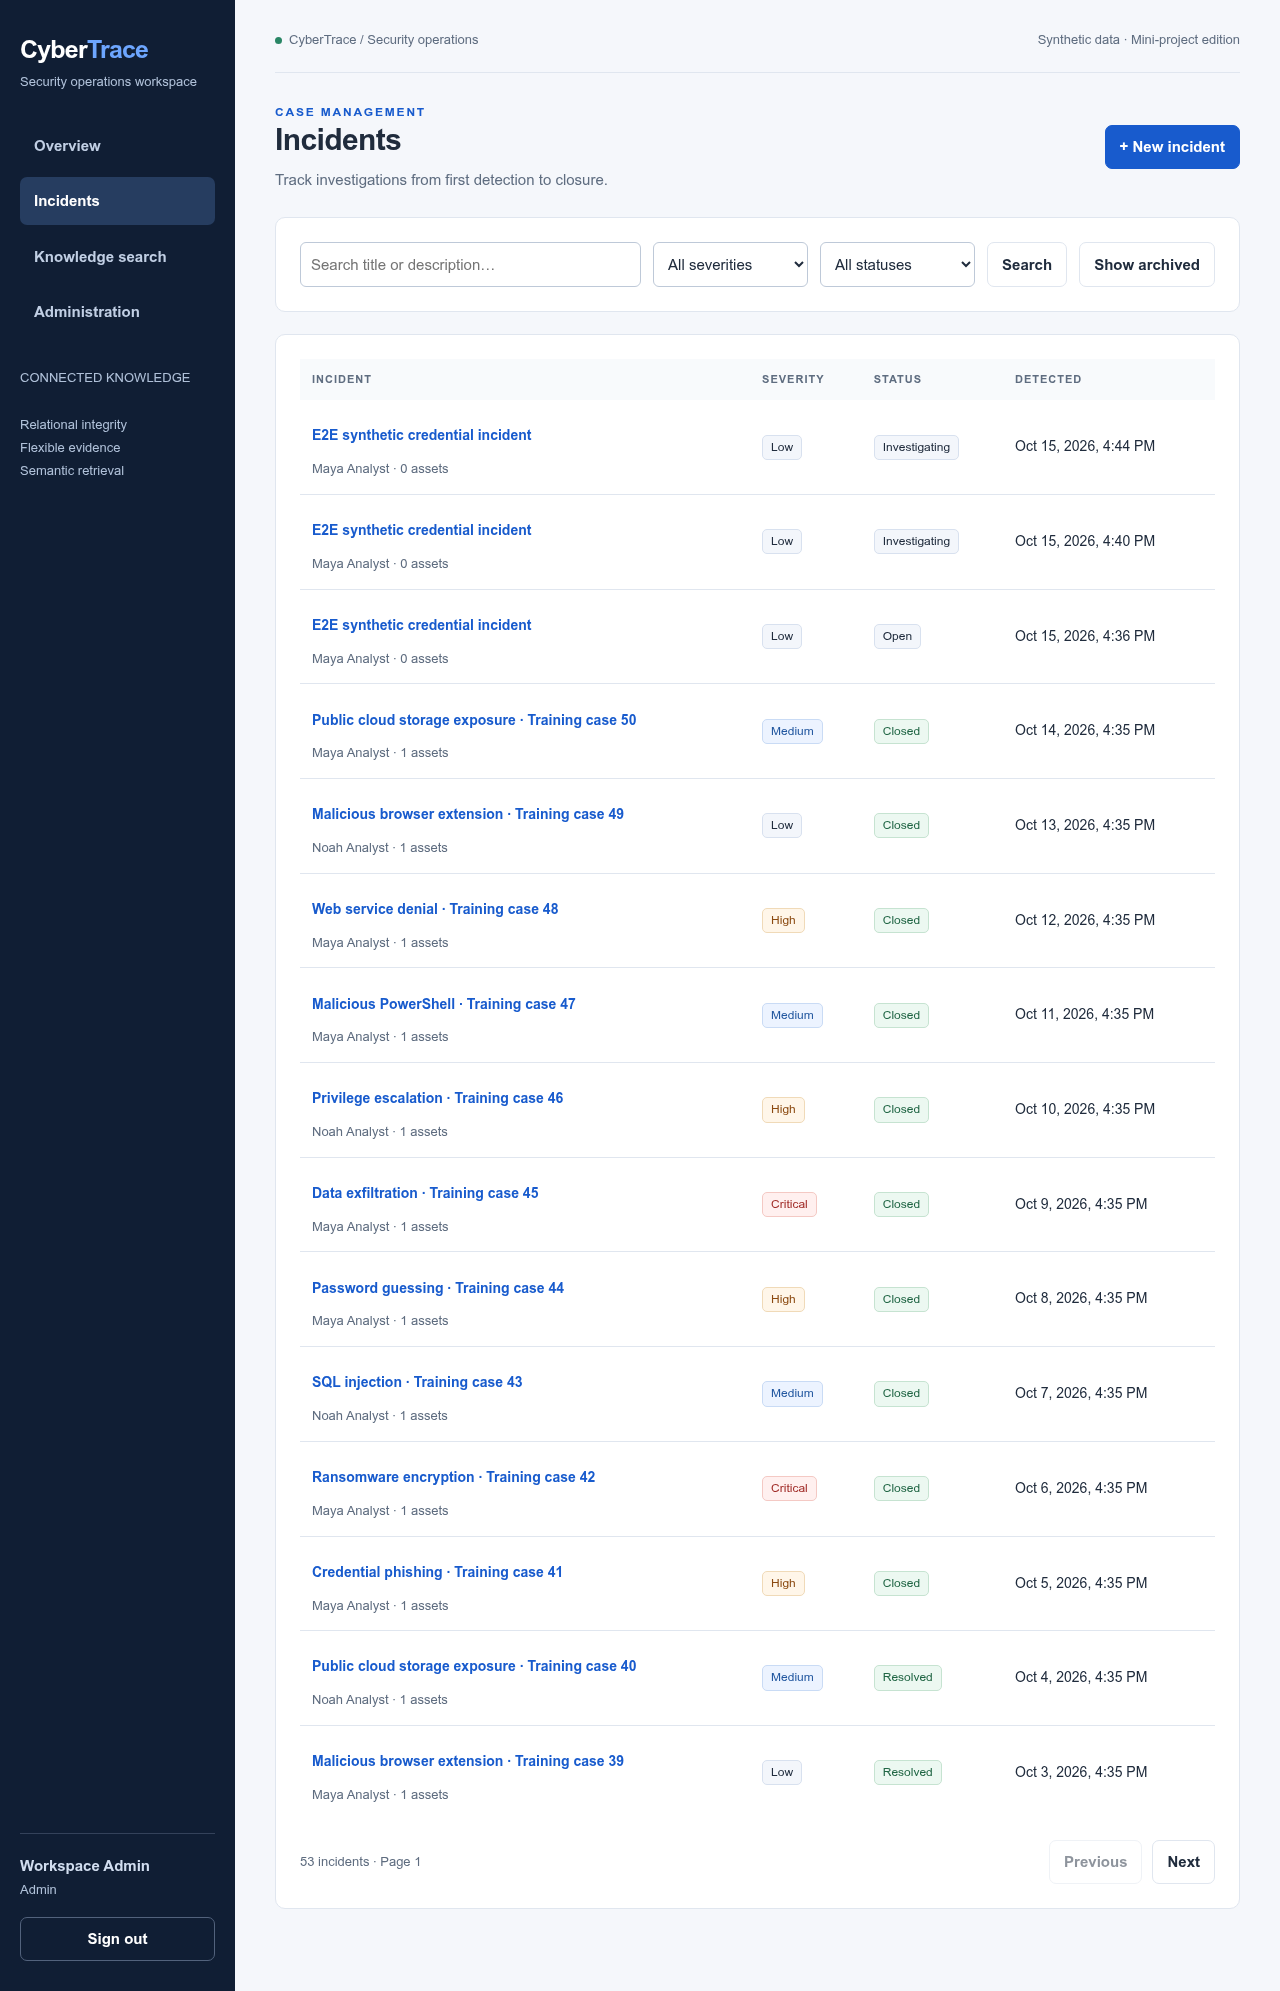 CyberTrace
Security operations workspace
Overview
Incidents
Knowledge search
Administration
CONNECTED KNOWLEDGE
Relational integrity
Flexible evidence
Semantic retrieval
Workspace Admin
Admin
Sign out
CyberTrace / Security operations
Synthetic data · Mini-project edition
CASE MANAGEMENT
Incidents
+ New incident
Track investigations from first detection to closure.
Search title or description… All severities All statuses Search Show archived
INCIDENT SEVERITY STATUS DETECTED
E2E synthetic credential incident
Maya Analyst · 0 assets
Low Investigating Oct 15, 2026, 4:44 PM
E2E synthetic credential incident
Maya Analyst · 0 assets
Low Investigating Oct 15, 2026, 4:40 PM
E2E synthetic credential incident
Maya Analyst · 0 assets
Low Open Oct 15, 2026, 4:36 PM
Public cloud storage exposure · Training case 50
Maya Analyst · 1 assets
Medium Closed Oct 14, 2026, 4:35 PM
Malicious browser extension · Training case 49
Noah Analyst · 1 assets
Low Closed Oct 13, 2026, 4:35 PM
Web service denial · Training case 48
Maya Analyst · 1 assets
High Closed Oct 12, 2026, 4:35 PM
Malicious PowerShell · Training case 47
Maya Analyst · 1 assets
Medium Closed Oct 11, 2026, 4:35 PM
Privilege escalation · Training case 46
Noah Analyst · 1 assets
High Closed Oct 10, 2026, 4:35 PM
Data exfiltration · Training case 45
Maya Analyst · 1 assets
Critical Closed Oct 9, 2026, 4:35 PM
Password guessing · Training case 44
Maya Analyst · 1 assets
High Closed Oct 8, 2026, 4:35 PM
SQL injection · Training case 43
Noah Analyst · 1 assets
Medium Closed Oct 7, 2026, 4:35 PM
Ransomware encryption · Training case 42
Maya Analyst · 1 assets
Critical Closed Oct 6, 2026, 4:35 PM
Credential phishing · Training case 41
Maya Analyst · 1 assets
High Closed Oct 5, 2026, 4:35 PM
Public cloud storage exposure · Training case 40
Noah Analyst · 1 assets
Medium Resolved Oct 4, 2026, 4:35 PM
Malicious browser extension · Training case 39
Maya Analyst · 1 assets
Low Resolved Oct 3, 2026, 4:35 PM
53 incidents · Page 1
Previous Next